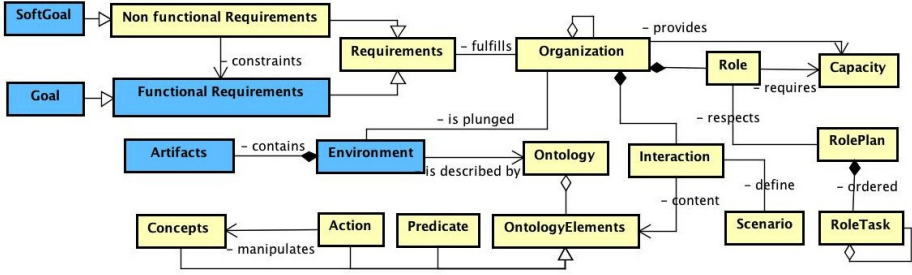 SoftGoal
Non functional Requirements
– provides
Requirements
– fulfills
Organization
– constraints
Role
Capacity
Goal
Functional Requirements
– requires
– is plunged
– respects
Artifacts
– contains
Environment
Ontology
Interaction
RolePlan
– is described by
– define
– ordered
– content
Concepts
Action
Predicate
OntologyElements
Scenario
RoleTask
– manipulates